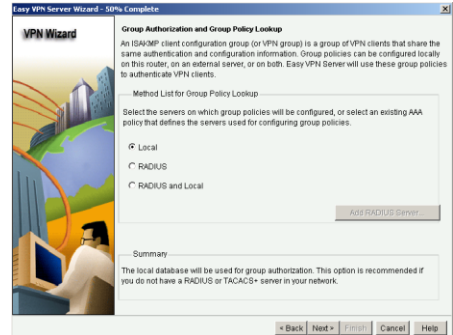 Easy VPN Server Wizard - 50% Complete
VPN Wizard
Group Authorization and Group Policy Lookup
An ISAKMP client configuration group (or VPN group) is a group of VPN clients that share the
same authentication and configuration information. Group policies can be configured locally
on this router, on an external server, or on both. Easy VPN Server will use these group policies
to authenticate VPN clients.
Method List for Group Policy Lookup
Select the servers on which group policies will be configured, or select an existing AAA
policy that defines the servers used for configuring group policies.
Local
RADIUS
RADIUS and Local
Add RADIUS Server...
Summary
The local database will be used for group authorization. This option is recommended if
you do not have a RADIUS or TACACS+ server in your network.
< Back Next > Finish Cancel Help